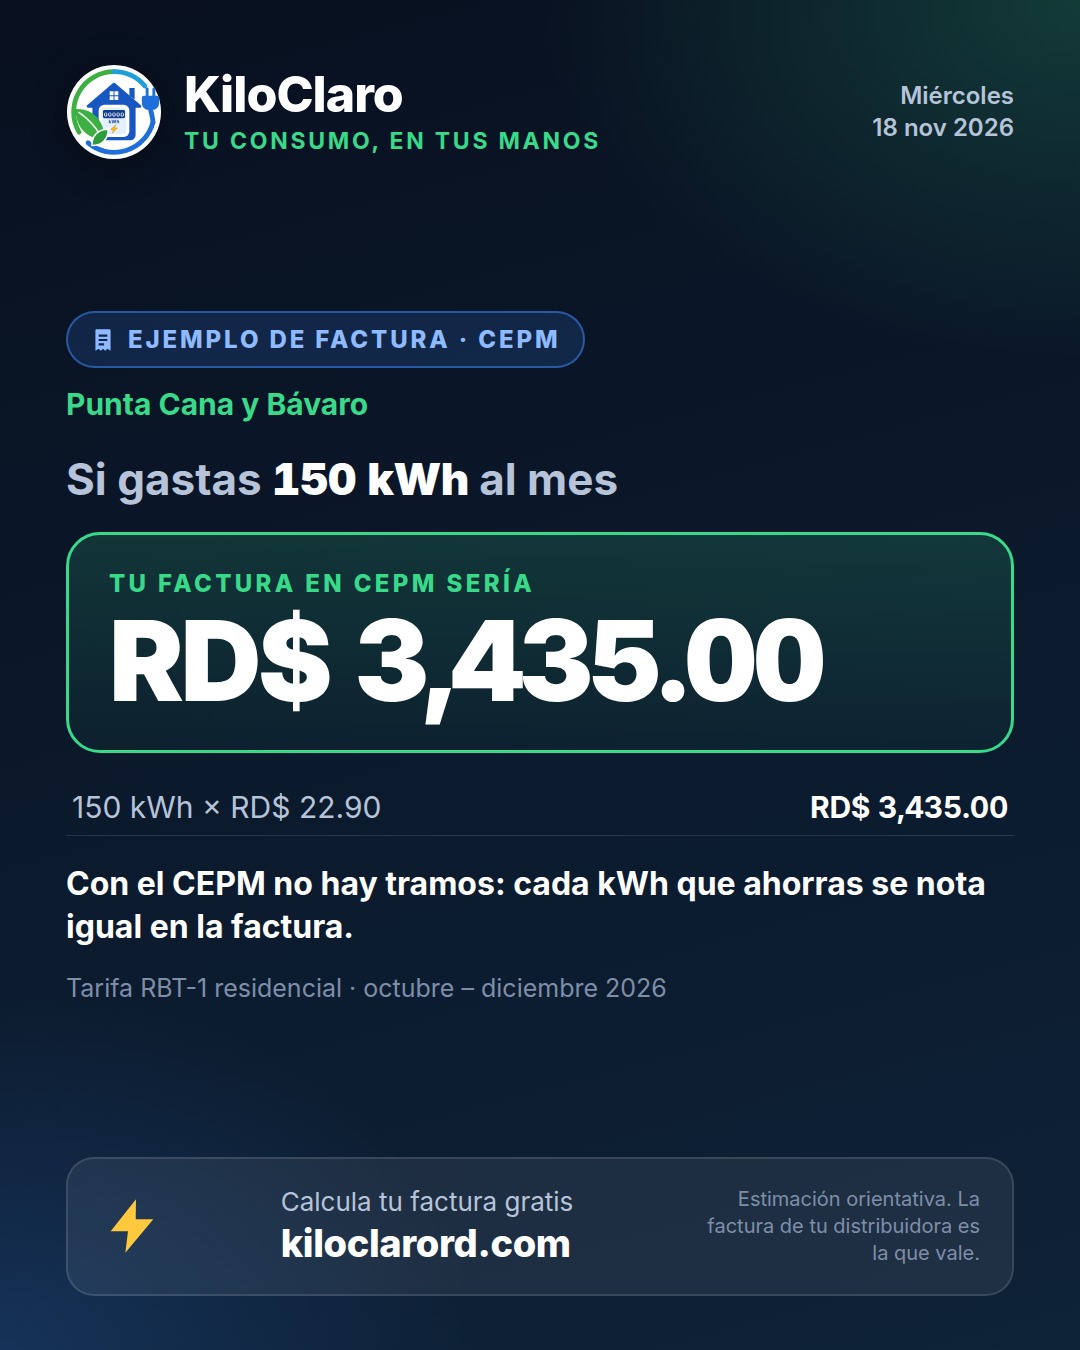 KiloClaro
TU CONSUMO, EN TUS MANOS
Miércoles
18 nov 2026
EJEMPLO DE FACTURA · CEPM
Punta Cana y Bávaro
Si gastas 150 kWh al mes
TU FACTURA EN CEPM SERÍA
RD$ 3,435.00
150 kWh × RD$ 22.90 RD$ 3,435.00
Con el CEPM no hay tramos: cada kWh que ahorras se nota
igual en la factura.
Tarifa RBT-1 residencial · octubre – diciembre 2026
Calcula tu factura gratis
kiloclarord.com
Estimación orientativa. La
factura de tu distribuidora es
la que vale.